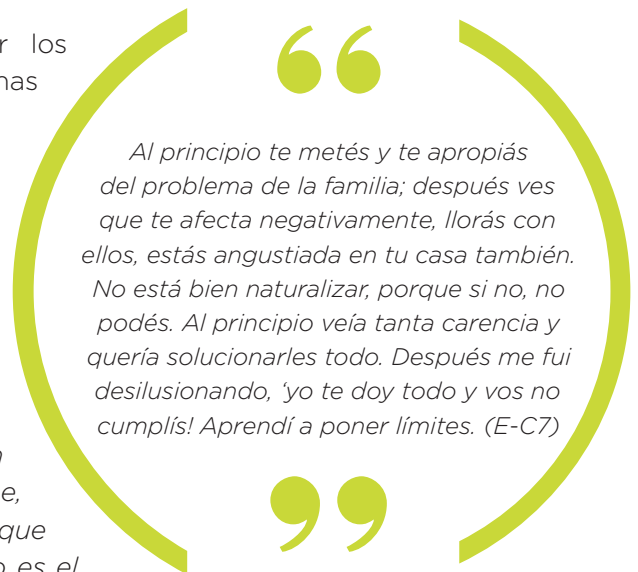 r los
nas
“
Al principio te metés y te apropiás
del problema de la familia; después ves
que te afecta negativamente, llorás con
ellos, estás angustiada en tu casa también.
No está bien naturalizar, porque si no, no
podés. Al principio veía tanta carencia y
quería solucionarles todo. Después me fui
desilusionando, ‘yo te doy todo y vos no
cumplís! Aprendí a poner límites. (E-C7)
”
e,
que
o es el